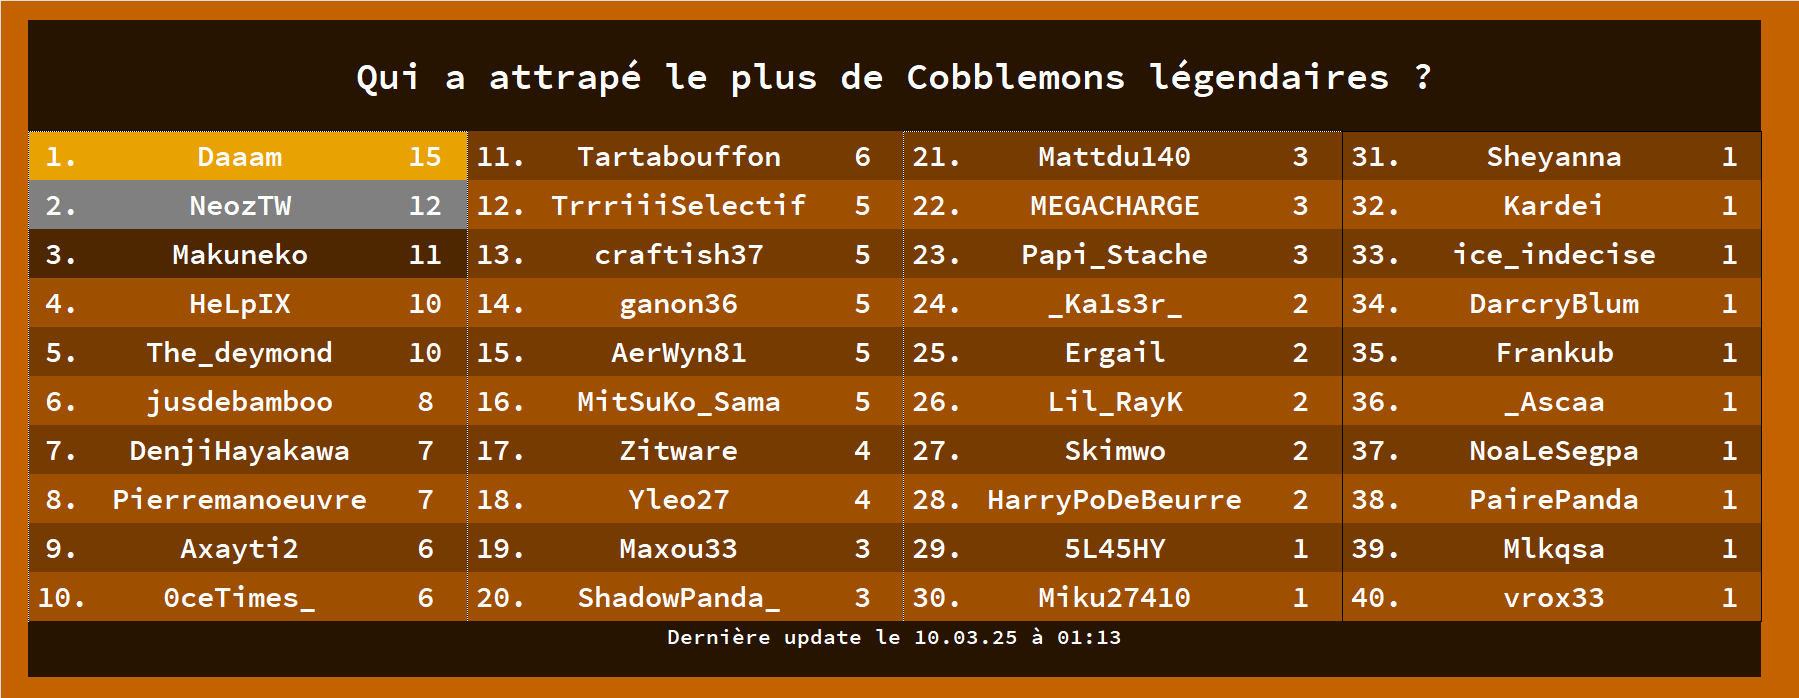 Qui a attrapé le plus de Cobblemons légendaires ?
1. Daaam 15
2. NeozTW 12
3. Makuneko 11
4. HeLpIX 10
5. The_deymond 10
6. jusdebamboo 8
7. DenjiHayakawa 7
8. Pierremanoeuvre 7
9. Axayti2 6
10. 0ceTimes_ 6
11. Tartabouffon 6
12. TrrriiiSelectif 5
13. craftish37 5
14. ganon36 5
15. AerWyn81 5
16. MitSuKo_Sama 5
17. Zitware 4
18. Yleo27 4
19. Maxou33 3
20. ShadowPanda_ 3
21. Mattdu140 3
22. MEGACHARGE 3
23. Papi_Stache 3
24. _Ka1s3r_ 2
25. Ergail 2
26. Lil_RayK 2
27. Skimwo 2
28. HarryPoDeBeurre 2
29. 5L45HY 1
30. Miku27410 1
31. Sheyanna 1
32. Kardei 1
33. ice_indecise 1
34. DarcryBlum 1
35. Frankub 1
36. _Ascaa 1
37. NoaLeSegpa 1
38. PairePanda 1
39. Mlkqsa 1
40. vrox33 1
Dernière update le 10.03.25 à 01:13